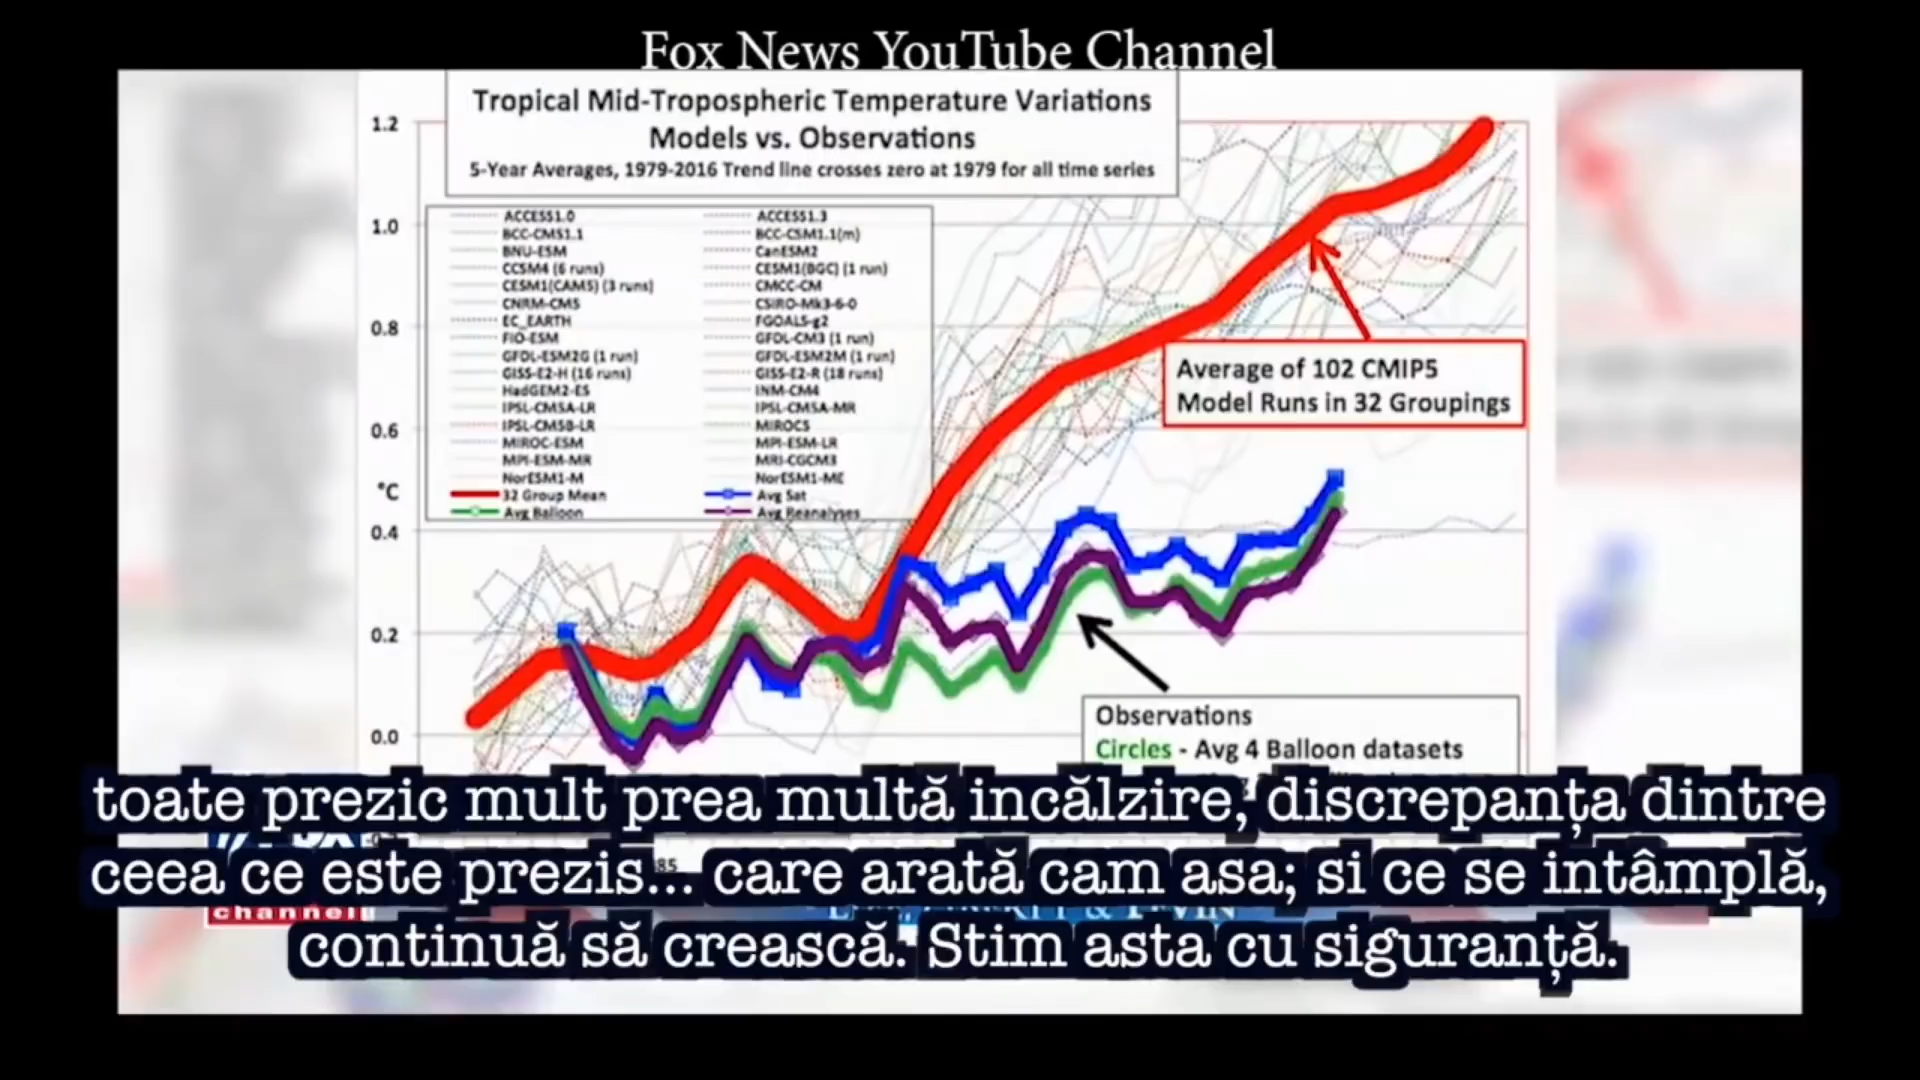 Fox News YouTube Channel
Tropical Mid-Tropospheric Temperature Variations
Models vs. Observations
5-Year Averages, 1979-2016 Trend line crosses zero at 1979 for all time series
1.2
1.0
0.8
0.6
°C
0.4
0.2
0.0
ACCESS1.0 ACCESS1.3
BCC-CMS1.1 BCC-CSM1.1(m)
BNU-ESM CanESM2
CCSM4 (6 runs) CESM1(BGC) (1 run)
CESM1(CAM5) (3 runs) CMCC-CM
CNRM-CM5 CSIRO-Mk3-6-0
EC_EARTH FGOALS-g2
FIO-ESM GFDL-CM3 (1 run)
GFDL-ESM2G (1 run) GFDL-ESM2M (1 run)
GISS-E2-H (16 runs) GISS-E2-R (18 runs)
HadGEM2-ES INM-CM4
IPSL-CM5A-LR IPSL-CM5A-MR
IPSL-CM5B-LR MIROC5
MIROC-ESM MPI-ESM-LR
MPI-ESM-MR MRI-CGCM3
NorESM1-M NorESM1-ME
32 Group Mean Avg Sat
Avg Balloon Avg Reanalyses
Average of 102 CMIP5
Model Runs in 32 Groupings
Observations
Circles - Avg 4 Balloon datasets
toate prezic mult prea multă incălzire, discrepanța dintre
ceea ce este prezis... care arată cam asa; si ce se intâmplă,
continuă să crească. Stim asta cu siguranță.
channel